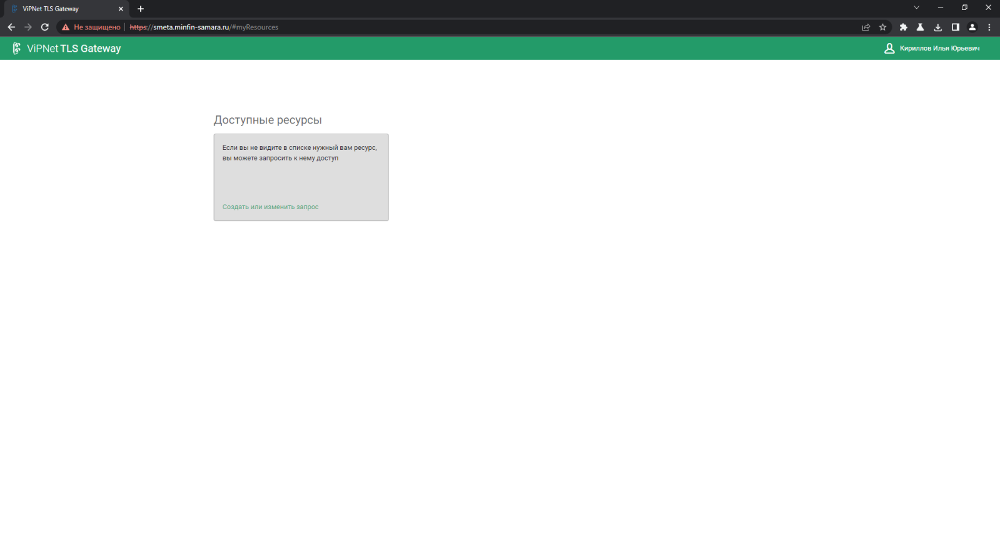 ViPNet TLS Gateway
Не защищено
https://smeta.minfin-samara.ru/#myResources
ViPNet TLS Gateway
Кириллов Илья Юрьевич
Доступные ресурсы
Если вы не видите в списке нужный вам ресурс,
вы можете запросить к нему доступ
Создать или изменить запрос